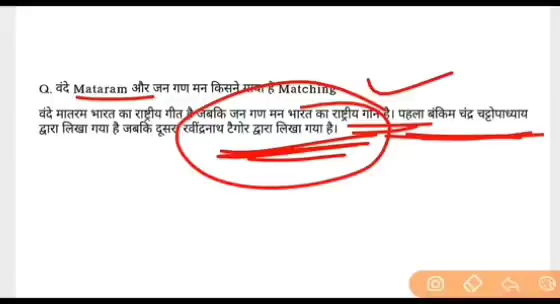 Q. वंदे Mataram और जन गण मन किसने गाया है Matching
वंदे मातरम भारत का राष्ट्रीय गीत है जबकि जन गण मन भारत का राष्ट्रीय गान है। पहला बंकिम चंद्र चट्टोपाध्याय
द्वारा लिखा गया है जबकि दूसरा रवींद्रनाथ टैगोर द्वारा लिखा गया है।